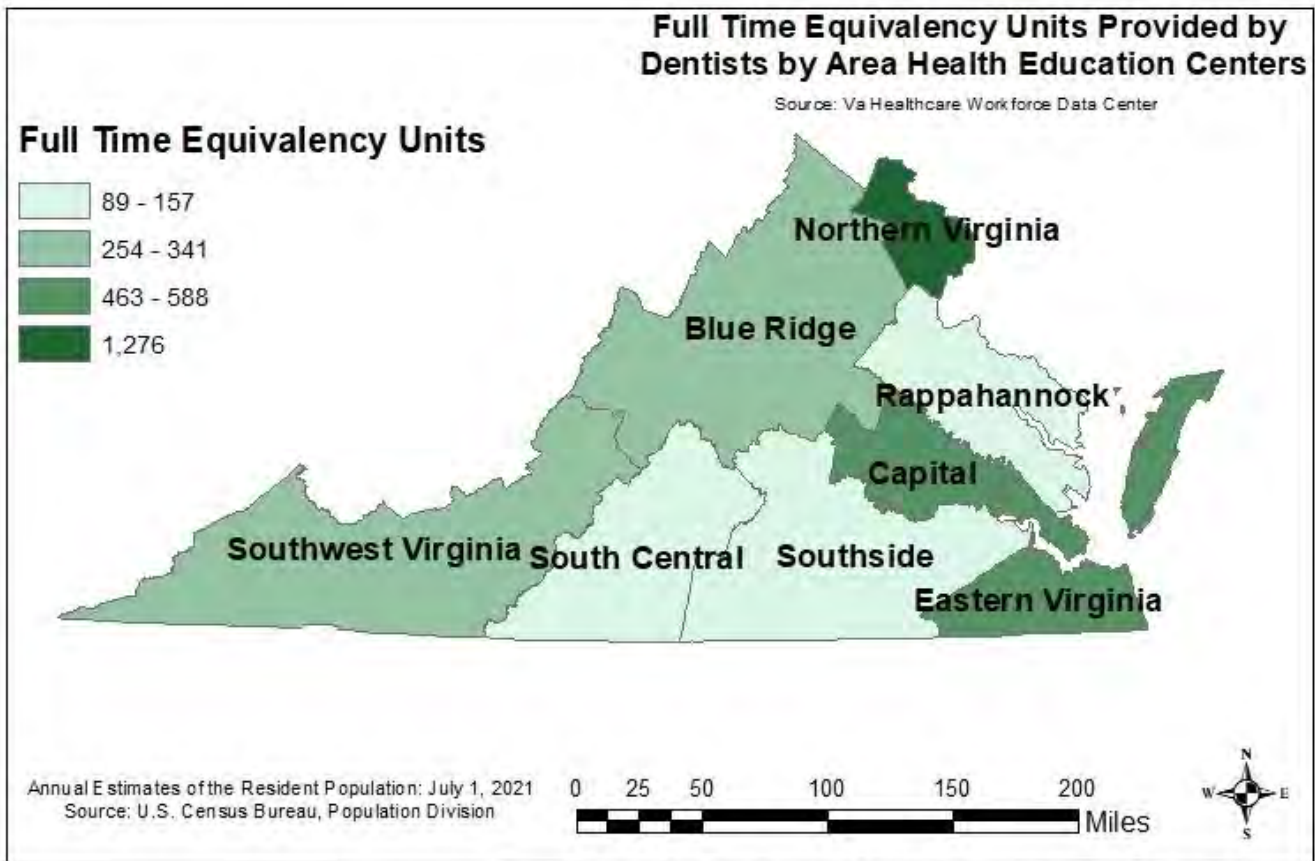 Full Time Equivalency Units Provided by
Dentists by Area Health Education Centers
Source: Va Healthcare Workforce Data Center
Full Time Equivalency Units
89 - 157
254 - 341
463 - 588
1,276
Northern Virginia
Blue Ridge
Rappahannock
Capital
Southwest Virginia
South Central
Southside
Eastern Virginia
Annual Estimates of the Resident Population: July 1, 2021
Source: U.S. Census Bureau, Population Division
0 25 50 100 150 200
Miles
N
W E
S